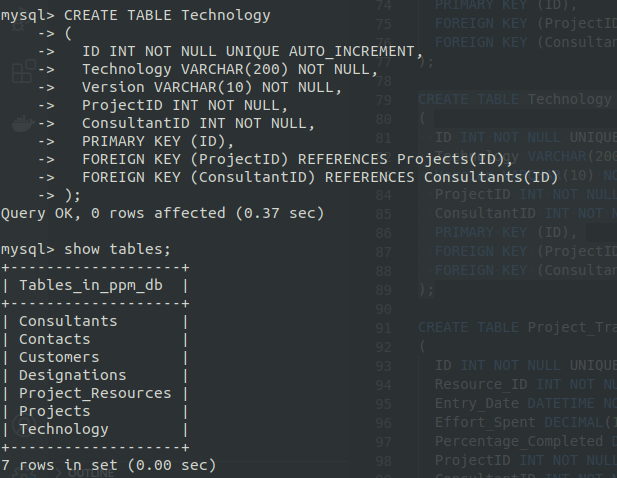 mysql> CREATE TABLE Technology
-> (
-> ID INT NOT NULL UNIQUE AUTO_INCREMENT,
-> Technology VARCHAR(200) NOT NULL,
-> Version VARCHAR(10) NOT NULL,
-> ProjectID INT NOT NULL,
-> ConsultantID INT NOT NULL,
-> PRIMARY KEY (ID),
-> FOREIGN KEY (ProjectID) REFERENCES Projects(ID),
-> FOREIGN KEY (ConsultantID) REFERENCES Consultants(ID)
-> );
Query OK, 0 rows affected (0.37 sec)
mysql> show tables;
+-------------------+
| Tables_in_ppm_db |
+-------------------+
| Consultants |
| Contacts |
| Customers |
| Designations |
| Project_Resources |
| Projects |
| Technology |
+-------------------+
7 rows in set (0.00 sec)
OUTLINE
74 PRIMARY KEY (ID),
75 FOREIGN KEY (ProjectID
76 FOREIGN KEY (Consultan
77 );
78
79 CREATE TABLE Technology
80 (
81 ID INT NOT NULL UNIQU
82 VARCHAR(200
83 (10) NO
84 ProjectID INT NOT NULL
85 ConsultantID INT NOT N
86 PRIMARY KEY (ID),
87 FOREIGN KEY (ProjectID
88 FOREIGN KEY (Consultan
89 );
90
91 CREATE TABLE Project_Tra
92 (
93 ID INT NOT NULL UNIQUE
94 Resource_ID INT NOT NU
95 Entry_Date DATETIME NO
96 Effort_Spent DECIMAL(1
97 Percentage_Completed D
98 ProjectID INT NOT NULL